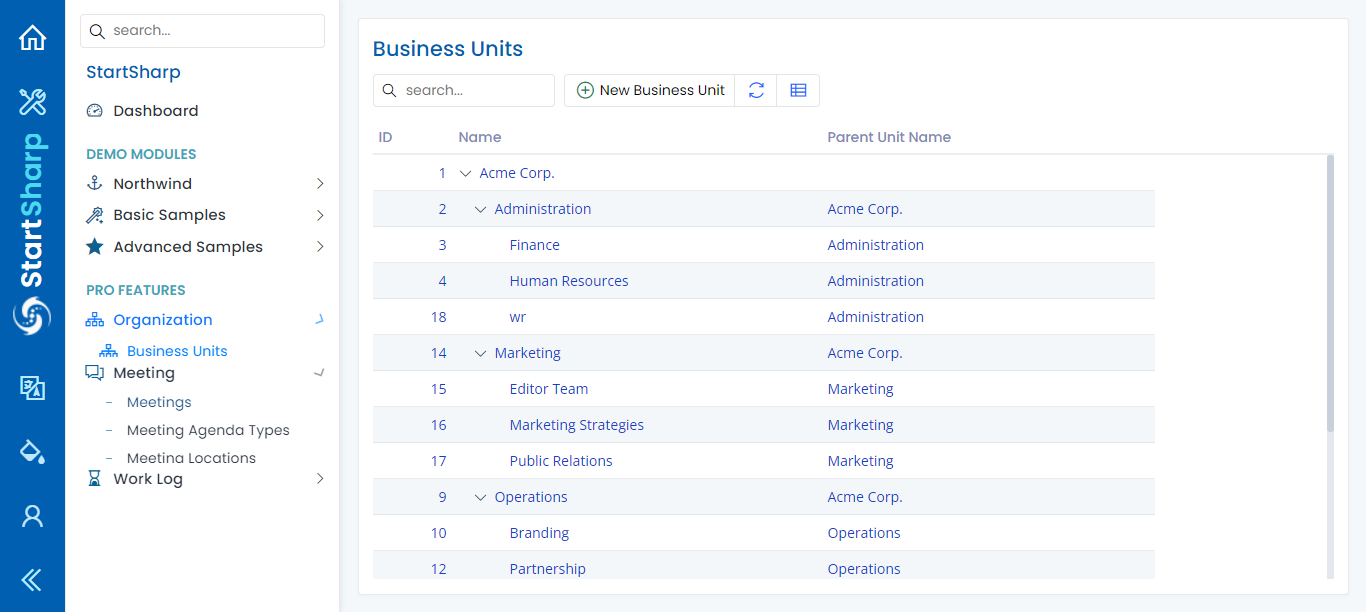 StartSharp
search...
StartSharp
Dashboard
DEMO MODULES
Northwind
Basic Samples
Advanced Samples
PRO FEATURES
Organization
Business Units
Meeting
Meetings
Meeting Agenda Types
Meeting Locations
Work Log
Business Units
search... New Business Unit
ID Name Parent Unit Name
1 Acme Corp.
2 Administration Acme Corp.
3 Finance Administration
4 Human Resources Administration
18 wr Administration
14 Marketing Acme Corp.
15 Editor Team Marketing
16 Marketing Strategies Marketing
17 Public Relations Marketing
9 Operations Acme Corp.
10 Branding Operations
12 Partnership Operations